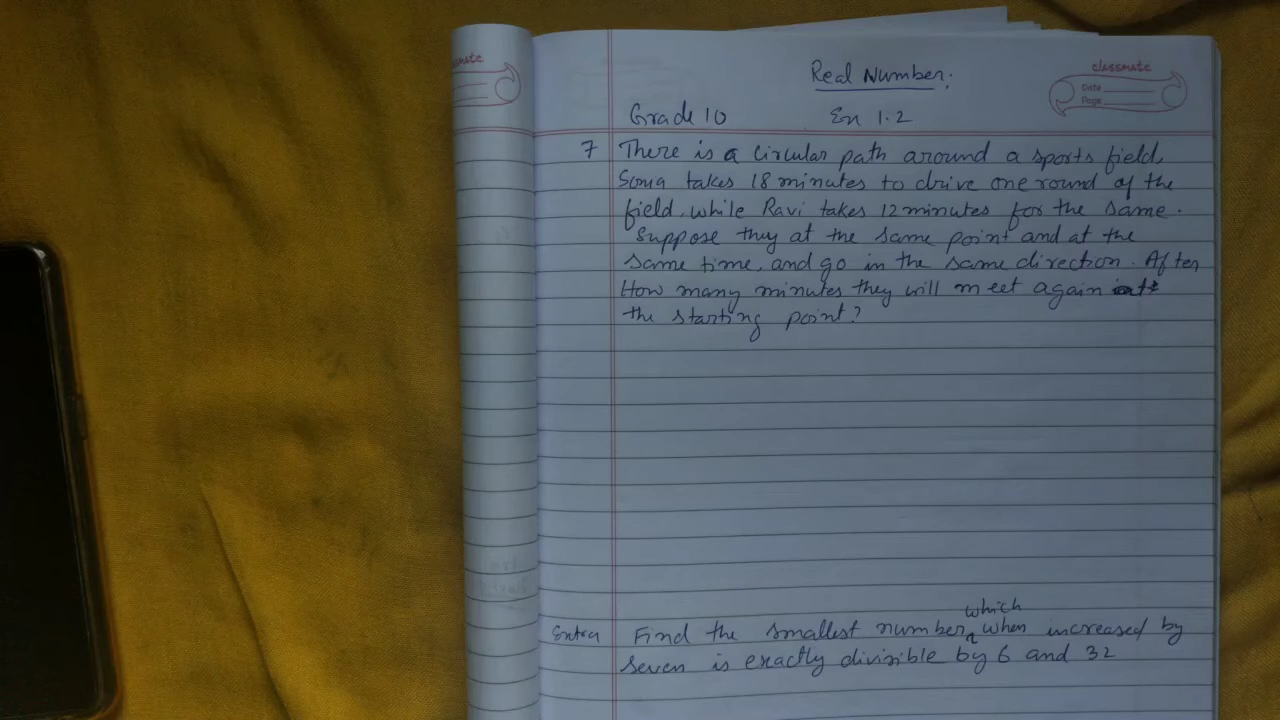 Real Number.
classmate
Date
Page
Grade 10 Ex 1.2
7 There is a circular path around a sports field,
Sonia takes 18 minutes to drive one round of the
field, while Ravi takes 12 minutes for the same.
Suppose they at the same point and at the
same time, and go in the same direction. After
How many minutes they will meet again at
the starting point?
Extra Find the smallest number which when increased by
seven is exactly divisible by 6 and 32